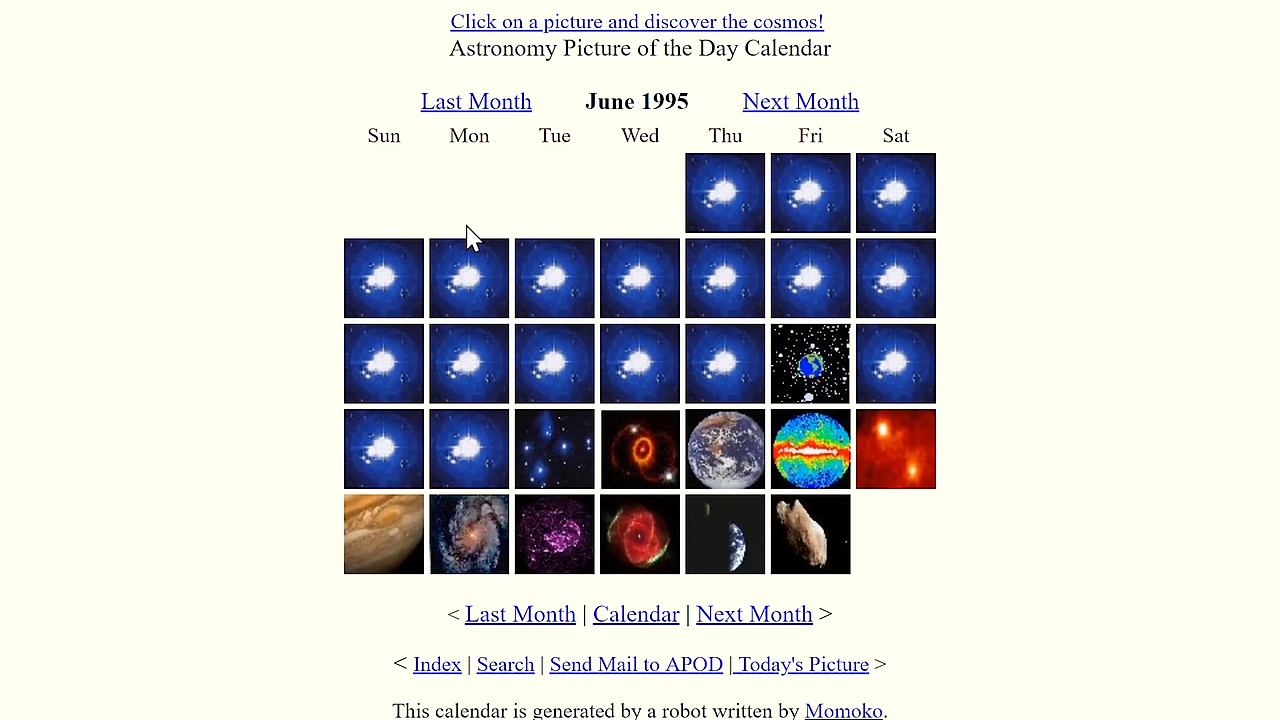 Click on a picture and discover the cosmos!
Astronomy Picture of the Day Calendar
Last Month June 1995 Next Month
Sun Mon Tue Wed Thu Fri Sat
< Last Month | Calendar | Next Month >
< Index | Search | Send Mail to APOD | Today's Picture >
This calendar is generated by a robot written by Momoko.